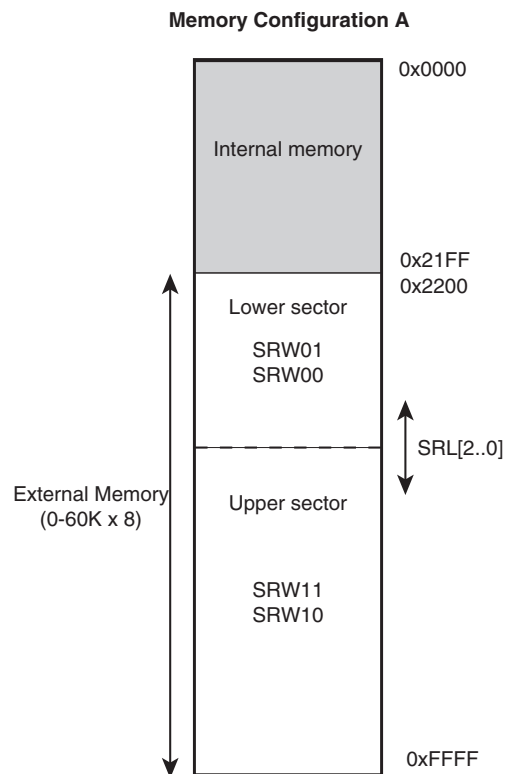 Memory Configuration A
0x0000
Internal memory
0x21FF
0x2200
Lower sector
SRW01
SRW00
SRL[2..0]
External Memory
(0-60K x 8)
Upper sector
SRW11
SRW10
0xFFFF